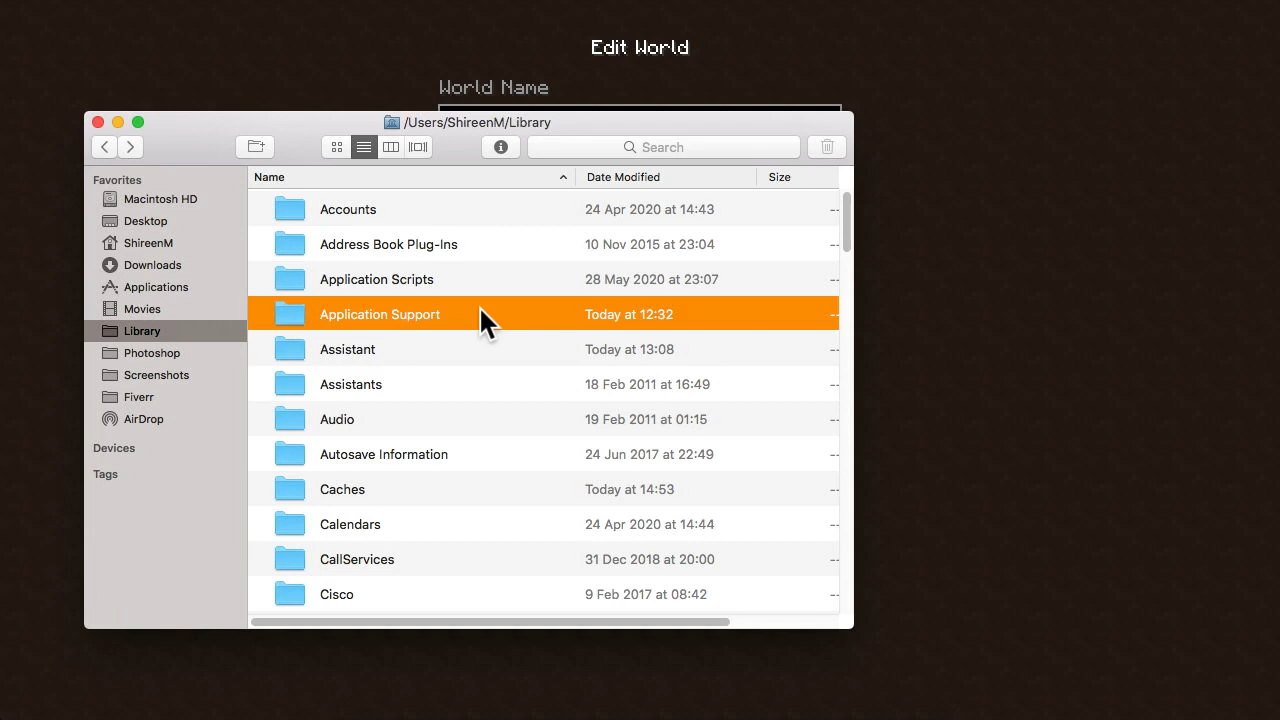 Edit World
World Name
/Users/ShireenM/Library
Search
Favorites
Macintosh HD
Desktop
ShireenM
Downloads
Applications
Movies
Library
Photoshop
Screenshots
Fiverr
AirDrop
Devices
Tags
Name Date Modified Size
Accounts 24 Apr 2020 at 14:43 --
Address Book Plug-Ins 10 Nov 2015 at 23:04 --
Application Scripts 28 May 2020 at 23:07 --
Application Support Today at 12:32 --
Assistant Today at 13:08 --
Assistants 18 Feb 2011 at 16:49 --
Audio 19 Feb 2011 at 01:15 --
Autosave Information 24 Jun 2017 at 22:49 --
Caches Today at 14:53 --
Calendars 24 Apr 2020 at 14:44 --
CallServices 31 Dec 2018 at 20:00 --
Cisco 9 Feb 2017 at 08:42 --